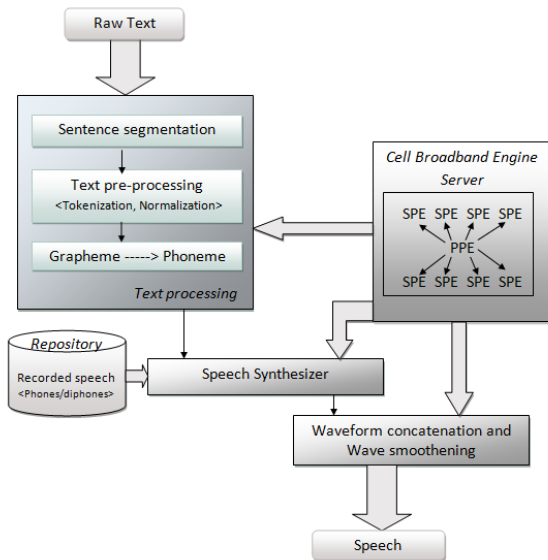 Raw Text
Sentence segmentation
Text pre-processing
<Tokenization, Normalization>
Grapheme -----> Phoneme
Text processing
Cell Broadband Engine
Server
SPE SPE SPE SPE
PPE
SPE SPE SPE SPE
Repository
Recorded speech
<Phones/diphones>
Speech Synthesizer
Waveform concatenation and
Wave smoothening
Speech